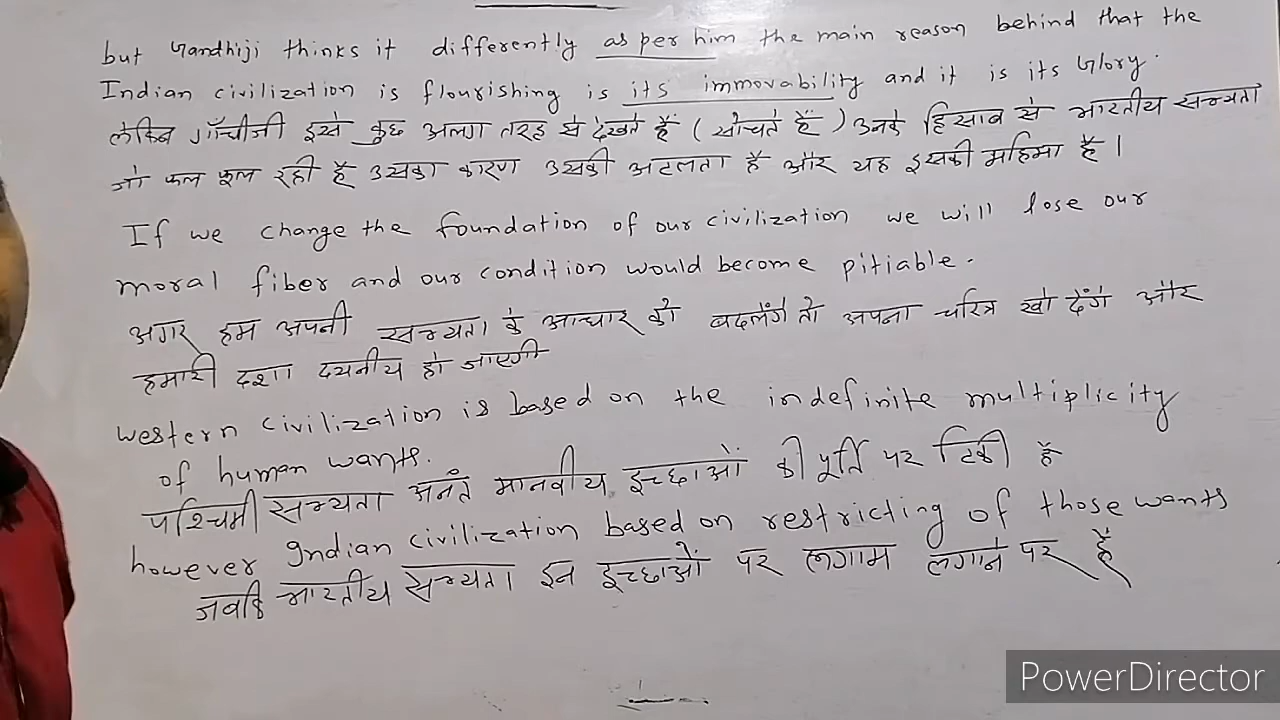 but Gandhiji thinks it differently as per him the main reason behind that the
Indian civilization is flourishing is its immovability and it is its Glory.
लेकिन गाँधीजी इसे कुछ अलग तरह से देखते हैं (सोचते हैं) उनके हिसाब से भारतीय सभ्यता
जो फल फूल रही है उसका कारण उसकी अटलता है और यह इसकी महिमा है।
If we change the foundation of our civilization we will lose our
moral fiber and our condition would become pitiable.
अगर हम अपनी सभ्यता के आधार को बदलेंगे तो अपना चरित्र खो देंगे और
हमारी दशा दयनीय हो जाएगी
western civilization is based on the indefinite multiplicity
of human wants.
पश्चिमी सभ्यता अनंत मानवीय इच्छाओं की पूर्ति पर टिकी है
however Indian civilization based on restricting of those wants
जबकि भारतीय सभ्यता इन इच्छाओं पर लगाम लगाने पर है
PowerDirector